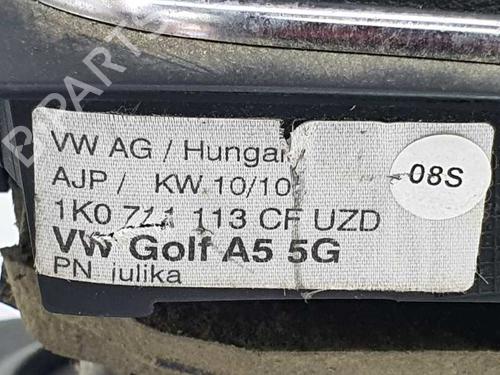 B-PARTS
VW AG / Hungar
AJP / KW 10/10
08S
1K0 711 113 CF UZD
VW Golf A5 5G
PN julika